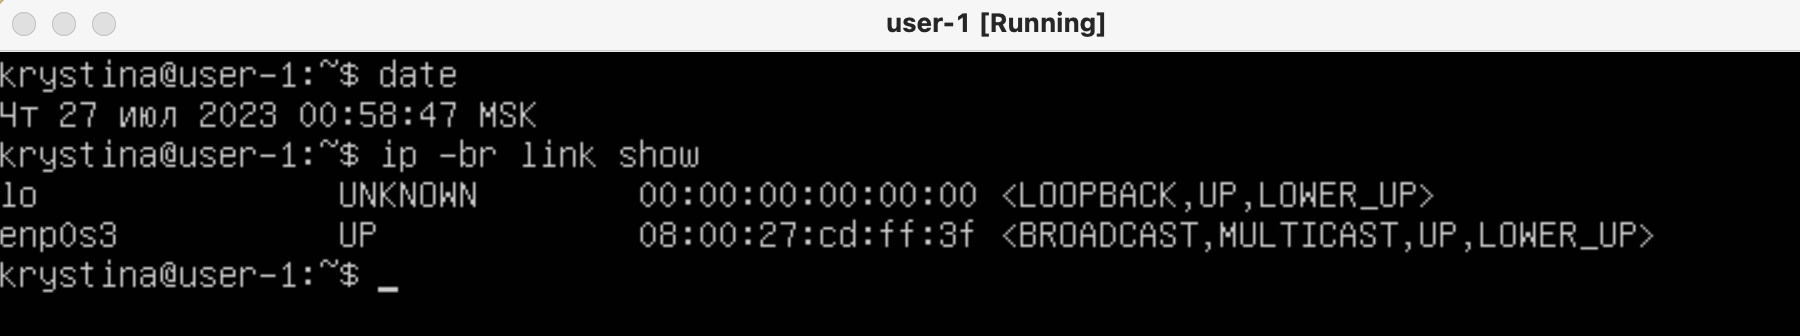 user-1 [Running]
krystina@user-1:~$ date
Чт 27 июл 2023 00:58:47 MSK
krystina@user-1:~$ ip -br link show
lo               UNKNOWN        00:00:00:00:00:00 <LOOPBACK,UP,LOWER_UP>
enp0s3           UP             08:00:27:cd:ff:3f <BROADCAST,MULTICAST,UP,LOWER_UP>
krystina@user-1:~$ _